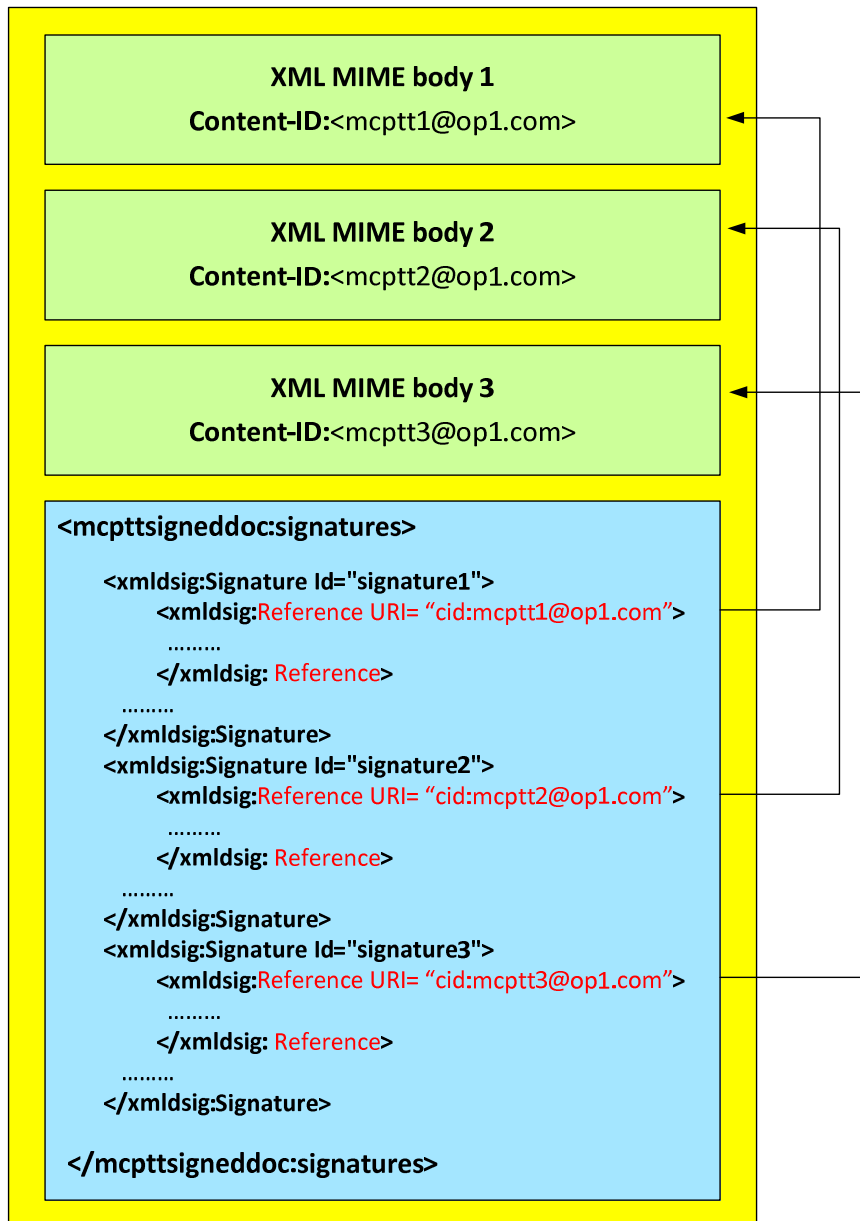 XML MIME body 1
Content-ID:<mcptt1@op1.com>
XML MIME body 2
Content-ID:<mcptt2@op1.com>
XML MIME body 3
Content-ID:<mcptt3@op1.com>
<mcpttsigneddoc:signatures>
<xmldsig:Signature Id="signature1">
<xmldsig:Reference URI= “cid:mcptt1@op1.com”>
.........
</xmldsig: Reference>
.........
</xmldsig:Signature>
<xmldsig:Signature Id="signature2">
<xmldsig:Reference URI= “cid:mcptt2@op1.com”>
.........
</xmldsig: Reference>
.........
</xmldsig:Signature>
<xmldsig:Signature Id="signature3">
<xmldsig:Reference URI= “cid:mcptt3@op1.com”>
.........
</xmldsig: Reference>
.........
</xmldsig:Signature>
</mcpttsigneddoc:signatures>